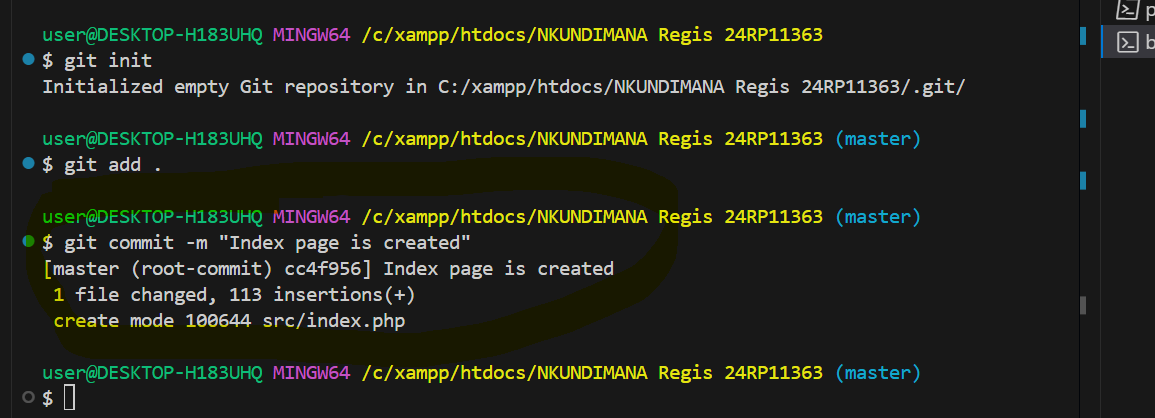 user@DESKTOP-H183UHQ MINGW64 /c/xampp/htdocs/NKUNDIMANA Regis 24RP11363
$ git init
Initialized empty Git repository in C:/xampp/htdocs/NKUNDIMANA Regis 24RP11363/.git/
user@DESKTOP-H183UHQ MINGW64 /c/xampp/htdocs/NKUNDIMANA Regis 24RP11363 (master)
$ git add .
user@DESKTOP-H183UHQ MINGW64 /c/xampp/htdocs/NKUNDIMANA Regis 24RP11363 (master)
$ git commit -m "Index page is created"
[master (root-commit) cc4f956] Index page is created
1 file changed, 113 insertions(+)
create mode 100644 src/index.php
user@DESKTOP-H183UHQ MINGW64 /c/xampp/htdocs/NKUNDIMANA Regis 24RP11363 (master)
$